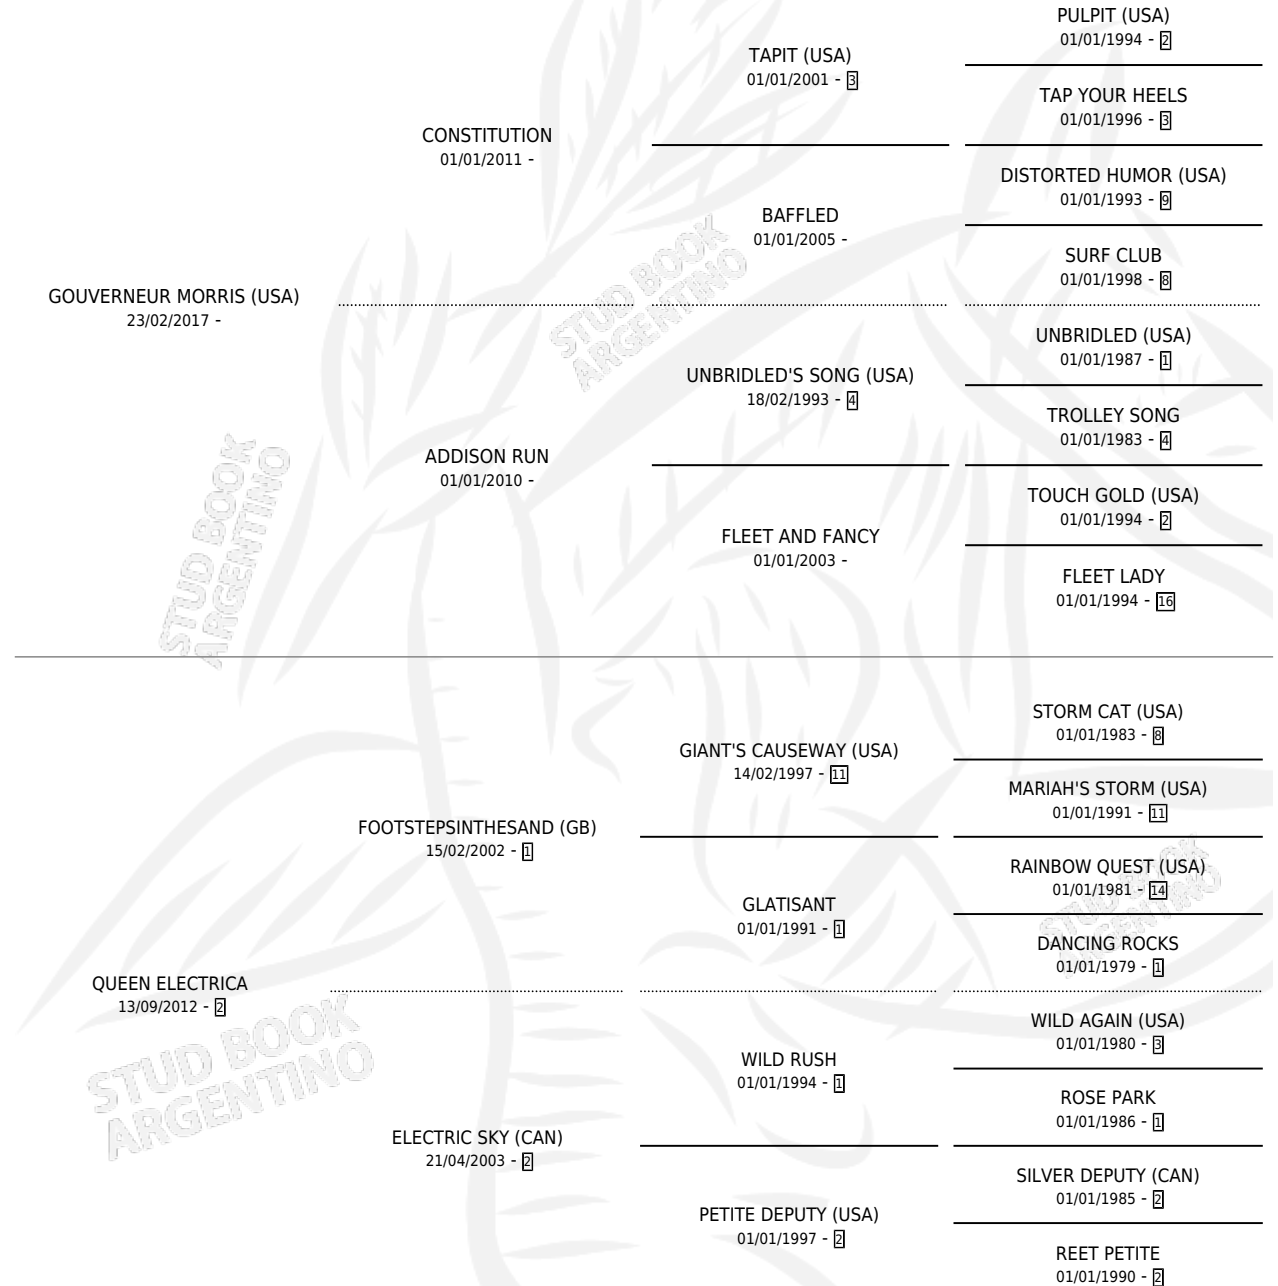 PULPIT (USA)
01/01/1994 - 2
TAPIT (USA)
01/01/2001 - 3
TAP YOUR HEELS
01/01/1996 - 3
CONSTITUTION
01/01/2011 -
DISTORTED HUMOR (USA)
01/01/1993 - 9
BAFFLED
01/01/2005 -
SURF CLUB
01/01/1998 - 8
GOUVERNEUR MORRIS (USA)
23/02/2017 -
UNBRIDLED (USA)
01/01/1987 - 1
UNBRIDLED'S SONG (USA)
18/02/1993 - 4
TROLLEY SONG
01/01/1983 - 4
ADDISON RUN
01/01/2010 -
TOUCH GOLD (USA)
01/01/1994 - 2
FLEET AND FANCY
01/01/2003 -
FLEET LADY
01/01/1994 - 16
STORM CAT (USA)
01/01/1983 - 8
GIANT'S CAUSEWAY (USA)
14/02/1997 - 11
MARIAH'S STORM (USA)
01/01/1991 - 11
FOOTSTEPSINTHESAND (GB)
15/02/2002 - 1
RAINBOW QUEST (USA)
01/01/1981 - 14
GLATISANT
01/01/1991 - 1
DANCING ROCKS
01/01/1979 - 1
QUEEN ELECTRICA
13/09/2012 - 2
WILD AGAIN (USA)
01/01/1980 - 3
WILD RUSH
01/01/1994 - 1
ROSE PARK
01/01/1986 - 1
ELECTRIC SKY (CAN)
21/04/2003 - 2
SILVER DEPUTY (CAN)
01/01/1985 - 2
PETITE DEPUTY (USA)
01/01/1997 - 2
REET PETITE
01/01/1990 - 2
STUD BOOK
ARGENTINO
STUD BOOK
ARGENTINO
STUD BOOK
ARGENTINO
STUD BOOK
ARGENTINO